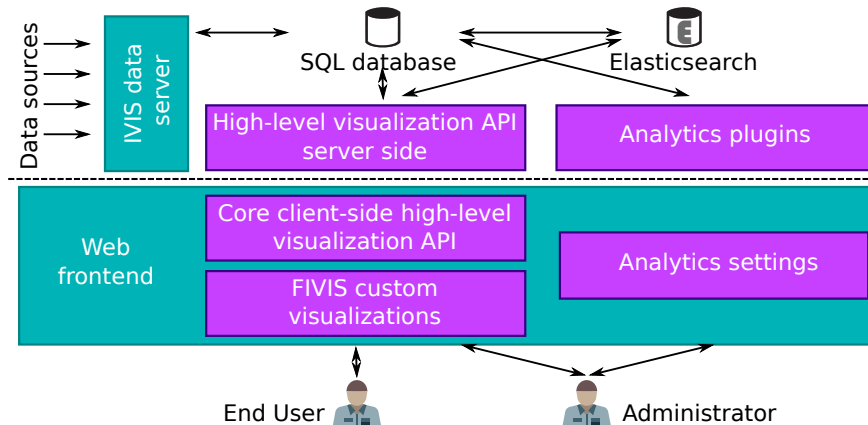 Data sources
IVIS data
server
SQL database
Elasticsearch
High-level visualization API
server side
Analytics plugins
Web
frontend
Core client-side high-level
visualization API
FIVIS custom
visualizations
Analytics settings
End User
Administrator